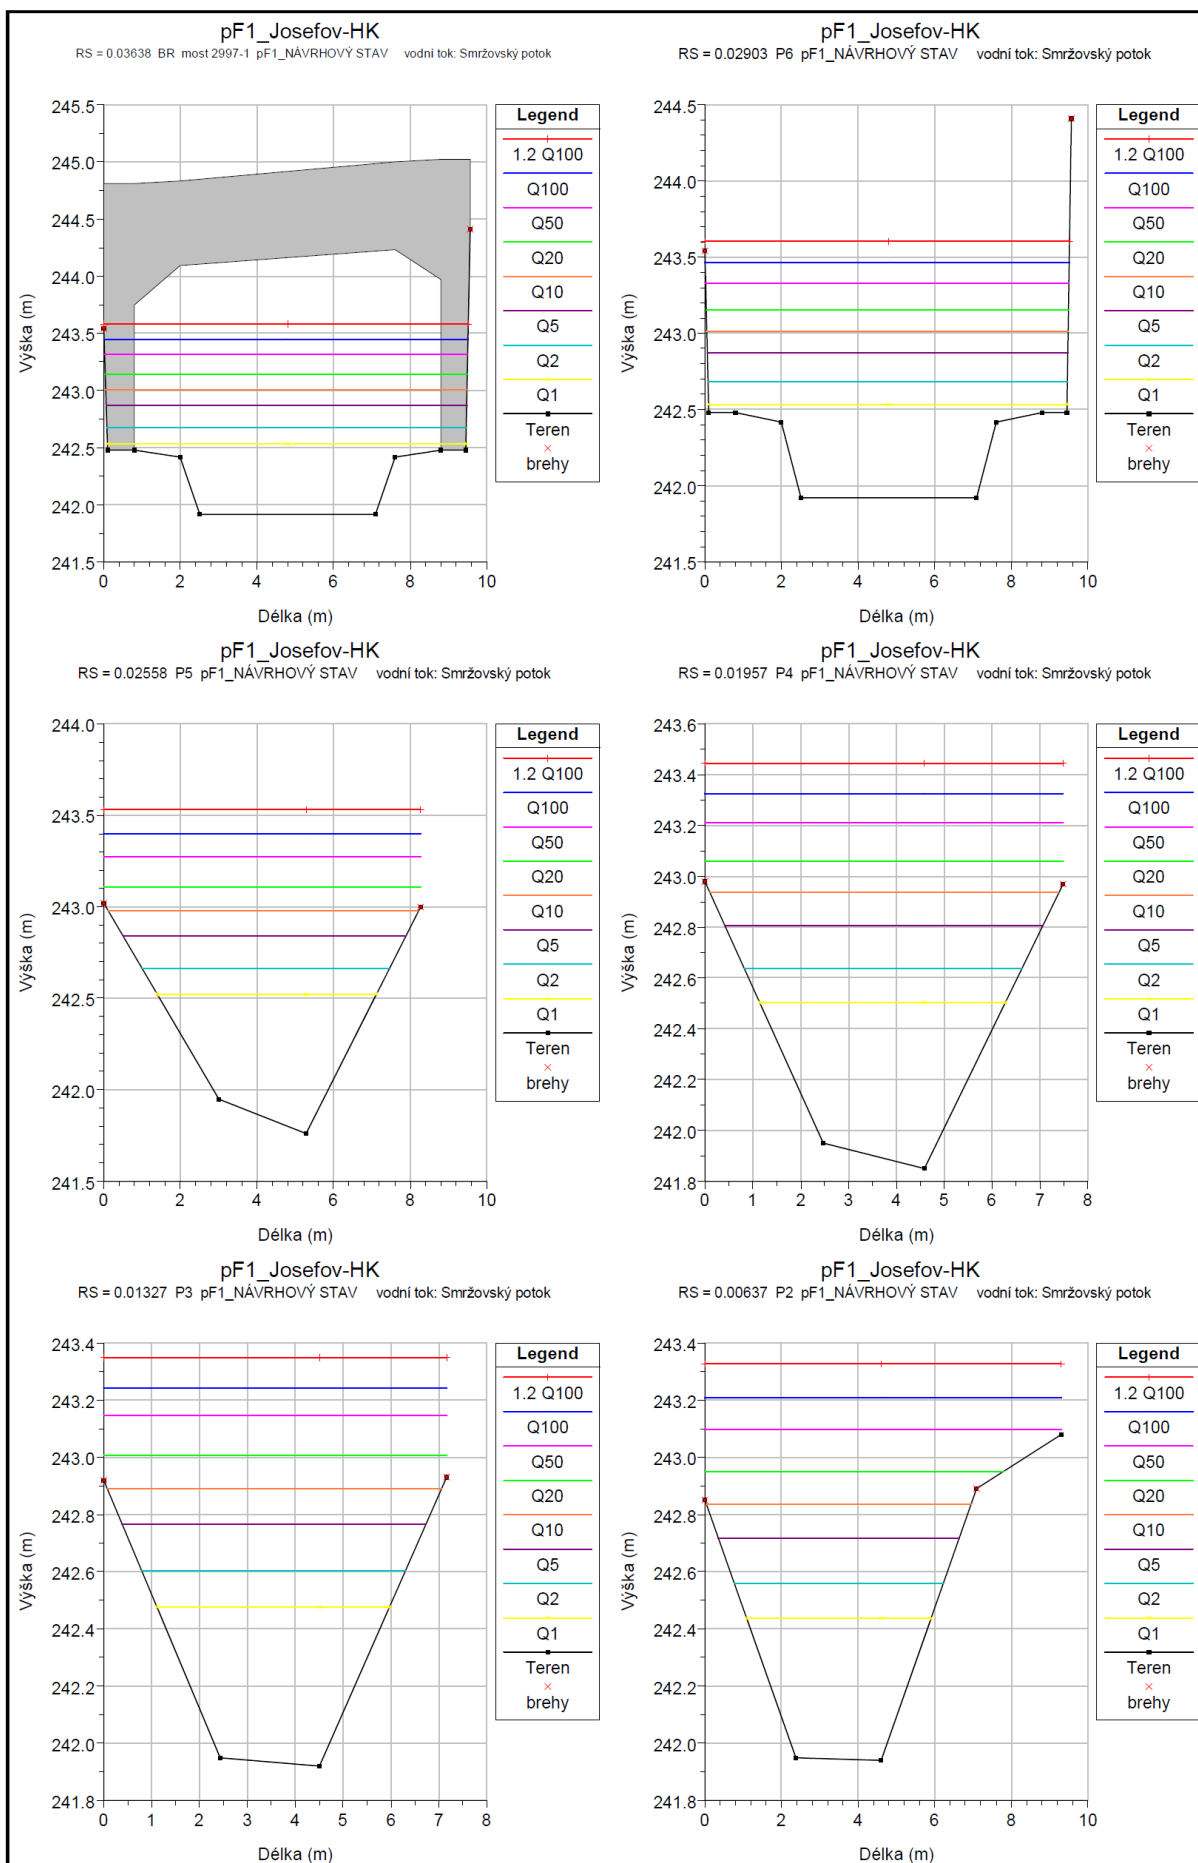 pF1_Josefov-HK
RS = 0.03638 BR most 2997-1 pF1_NÁVRHOVÝ STAV vodní tok: Smržovský potok
245.5
245.0
244.5
244.0
243.5
243.0
242.5
242.0
241.5
Výška (m)
0 2 4 6 8 10
Délka (m)
Legend
1.2 Q100
Q100
Q50
Q20
Q10
Q5
Q2
Q1
Teren
brehy
pF1_Josefov-HK
RS = 0.02903 P6 pF1_NÁVRHOVÝ STAV vodní tok: Smržovský potok
244.5
244.0
243.5
243.0
242.5
242.0
241.5
Výška (m)
0 2 4 6 8 10
Délka (m)
Legend
1.2 Q100
Q100
Q50
Q20
Q10
Q5
Q2
Q1
Teren
brehy
pF1_Josefov-HK
RS = 0.02558 P5 pF1_NÁVRHOVÝ STAV vodní tok: Smržovský potok
244.0
243.5
243.0
242.5
242.0
241.5
Výška (m)
0 2 4 6 8 10
Délka (m)
Legend
1.2 Q100
Q100
Q50
Q20
Q10
Q5
Q2
Q1
Teren
brehy
pF1_Josefov-HK
RS = 0.01957 P4 pF1_NÁVRHOVÝ STAV vodní tok: Smržovský potok
243.6
243.4
243.2
243.0
242.8
242.6
242.4
242.2
242.0
241.8
Výška (m)
0 1 2 3 4 5 6 7 8
Délka (m)
Legend
1.2 Q100
Q100
Q50
Q20
Q10
Q5
Q2
Q1
Teren
brehy
pF1_Josefov-HK
RS = 0.01327 P3 pF1_NÁVRHOVÝ STAV vodní tok: Smržovský potok
243.4
243.2
243.0
242.8
242.6
242.4
242.2
242.0
241.8
Výška (m)
0 1 2 3 4 5 6 7 8
Délka (m)
Legend
1.2 Q100
Q100
Q50
Q20
Q10
Q5
Q2
Q1
Teren
brehy
pF1_Josefov-HK
RS = 0.00637 P2 pF1_NÁVRHOVÝ STAV vodní tok: Smržovský potok
243.4
243.2
243.0
242.8
242.6
242.4
242.2
242.0
241.8
Výška (m)
0 2 4 6 8 10
Délka (m)
Legend
1.2 Q100
Q100
Q50
Q20
Q10
Q5
Q2
Q1
Teren
brehy